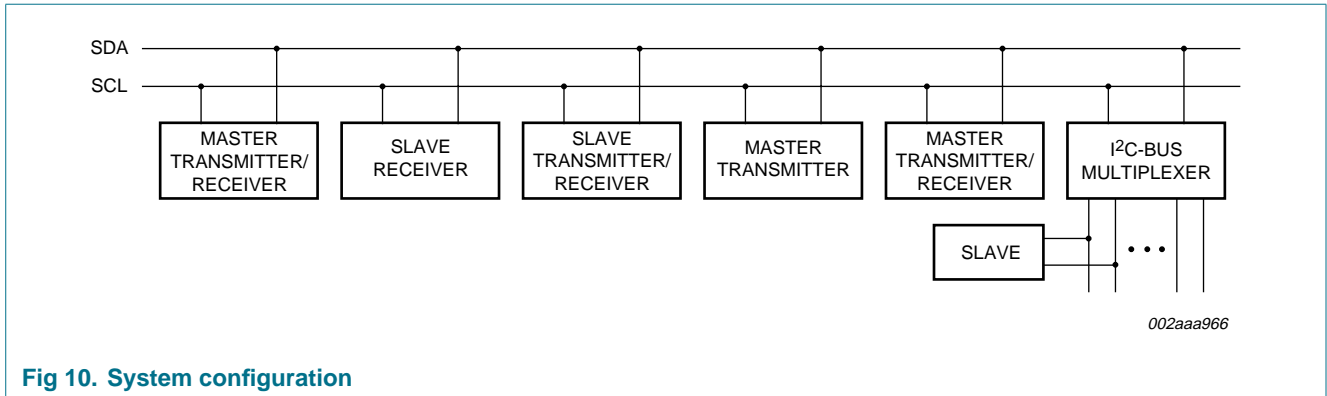 SDA
SCL
MASTER
TRANSMITTER/
RECEIVER
SLAVE
RECEIVER
SLAVE
TRANSMITTER/
RECEIVER
MASTER
TRANSMITTER
MASTER
TRANSMITTER/
RECEIVER
I²C-BUS
MULTIPLEXER
SLAVE
002aaa966
Fig 10. System configuration